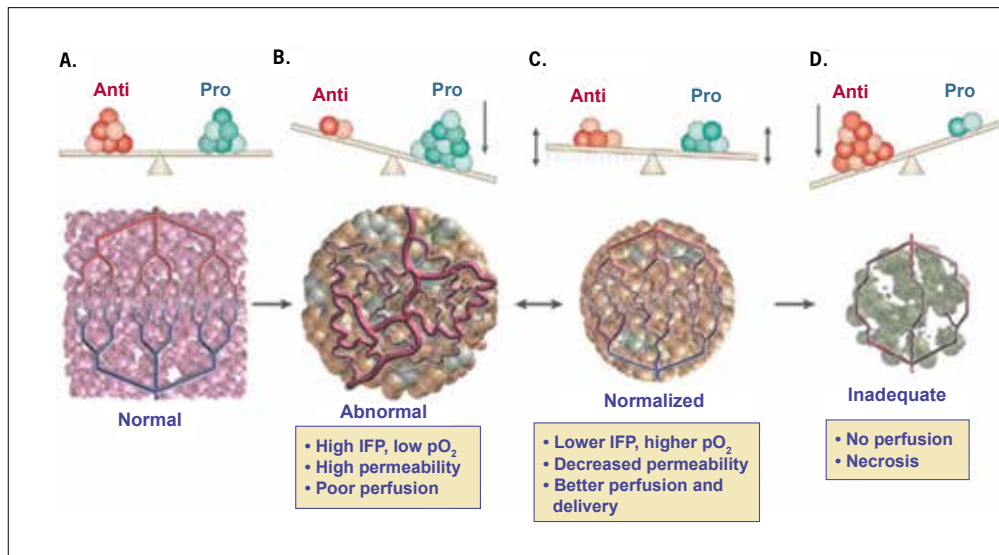 A.
Anti Pro
Normal
B.
Anti Pro
Abnormal
• High IFP, low pO₂
• High permeability
• Poor perfusion
C.
Anti Pro
Normalized
• Lower IFP, higher pO₂
• Decreased permeability
• Better perfusion and
delivery
D.
Anti Pro
Inadequate
• No perfusion
• Necrosis